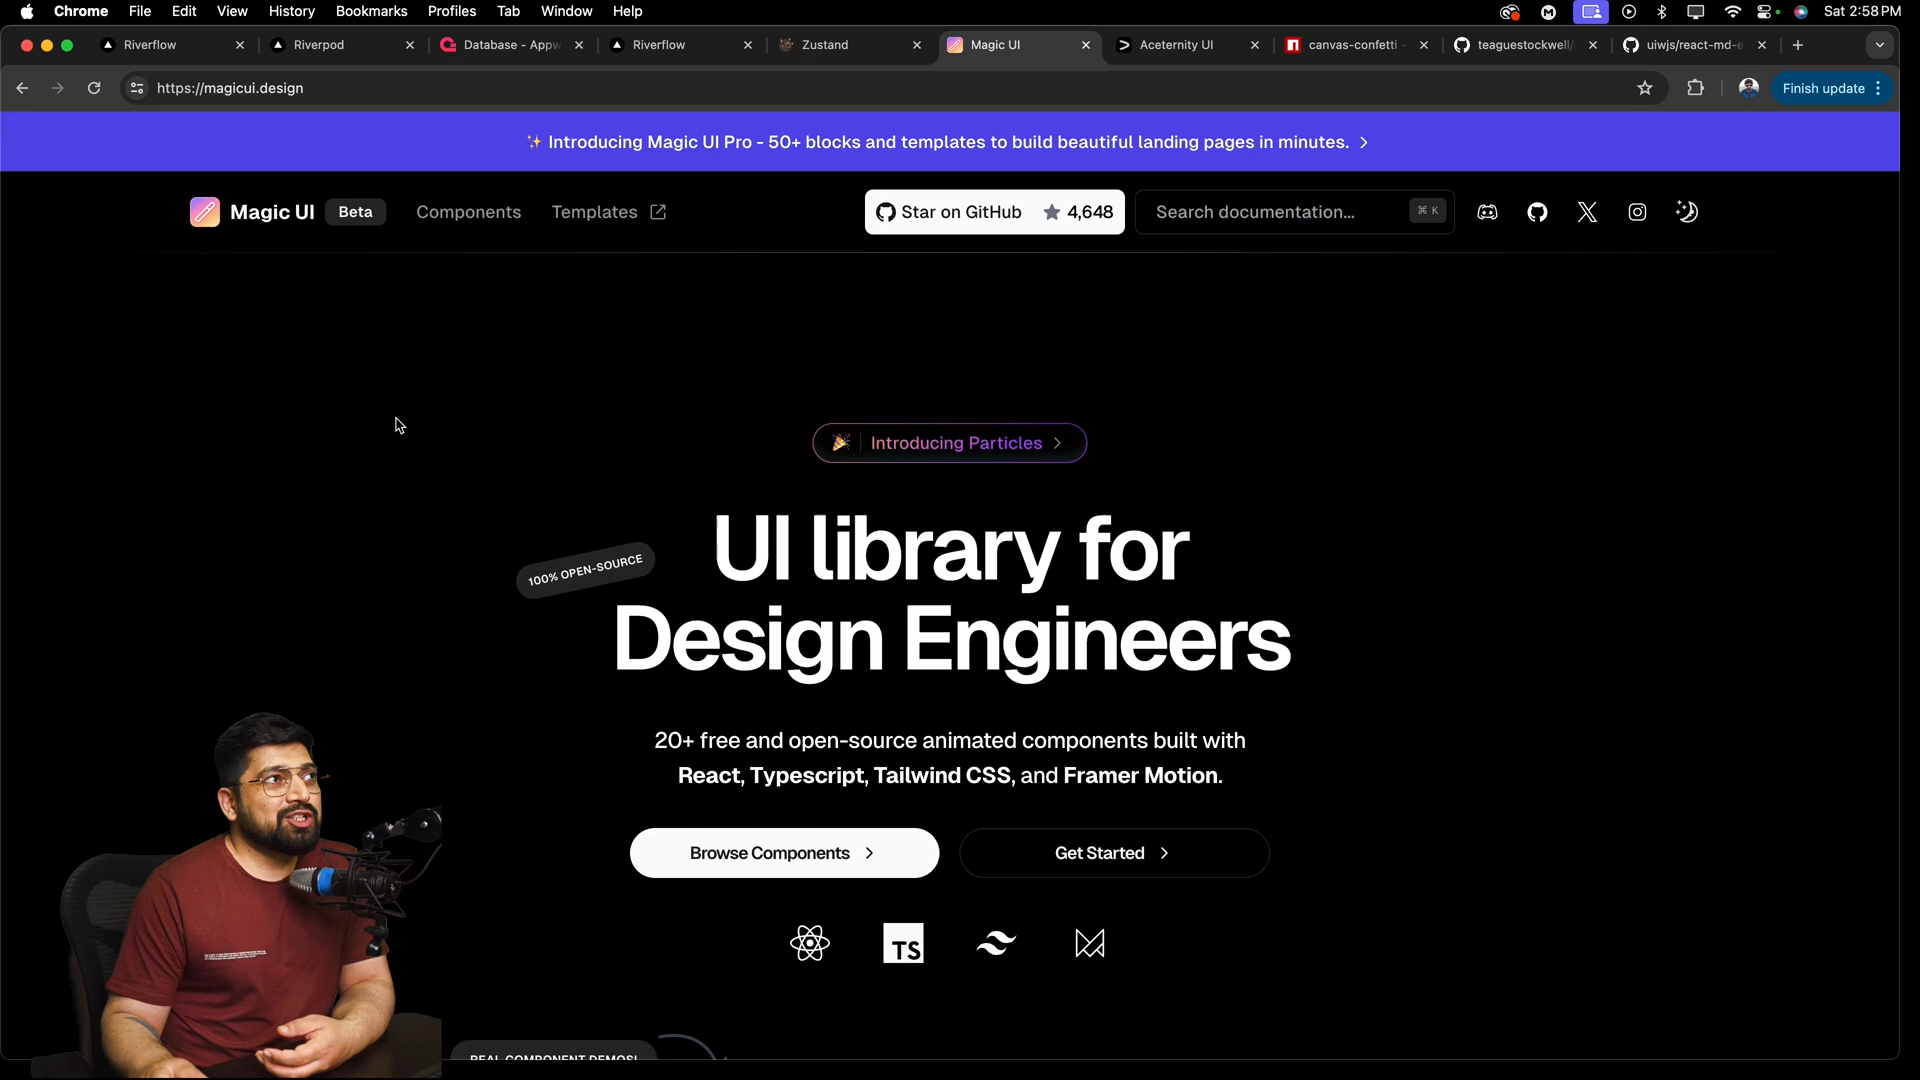 Chrome File Edit View History Bookmarks Profiles Tab Window Help
Sat 2:58 PM
Riverflow
Riverpod
Database - Appw
Riverflow
Zustand
Magic UI
Aceternity UI
canvas-confetti -
teaguestockwell/
uiwjs/react-md-e
https://magicui.design
Finish update
✨ Introducing Magic UI Pro - 50+ blocks and templates to build beautiful landing pages in minutes.
Magic UI Beta Components Templates
Star on GitHub 4,648
Search documentation... ⌘ K
🎉 Introducing Particles
100% OPEN-SOURCE
UI library for
Design Engineers
20+ free and open-source animated components built with
React, Typescript, Tailwind CSS, and Framer Motion.
Browse Components
Get Started
TS
REAL COMPONENT DEMOS!